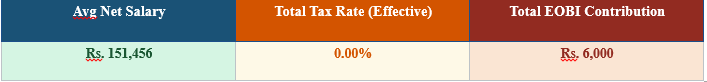 Avg Net Salary Total Tax Rate (Effective) Total EOBI Contribution
Rs. 151,456 0.00% Rs. 6,000